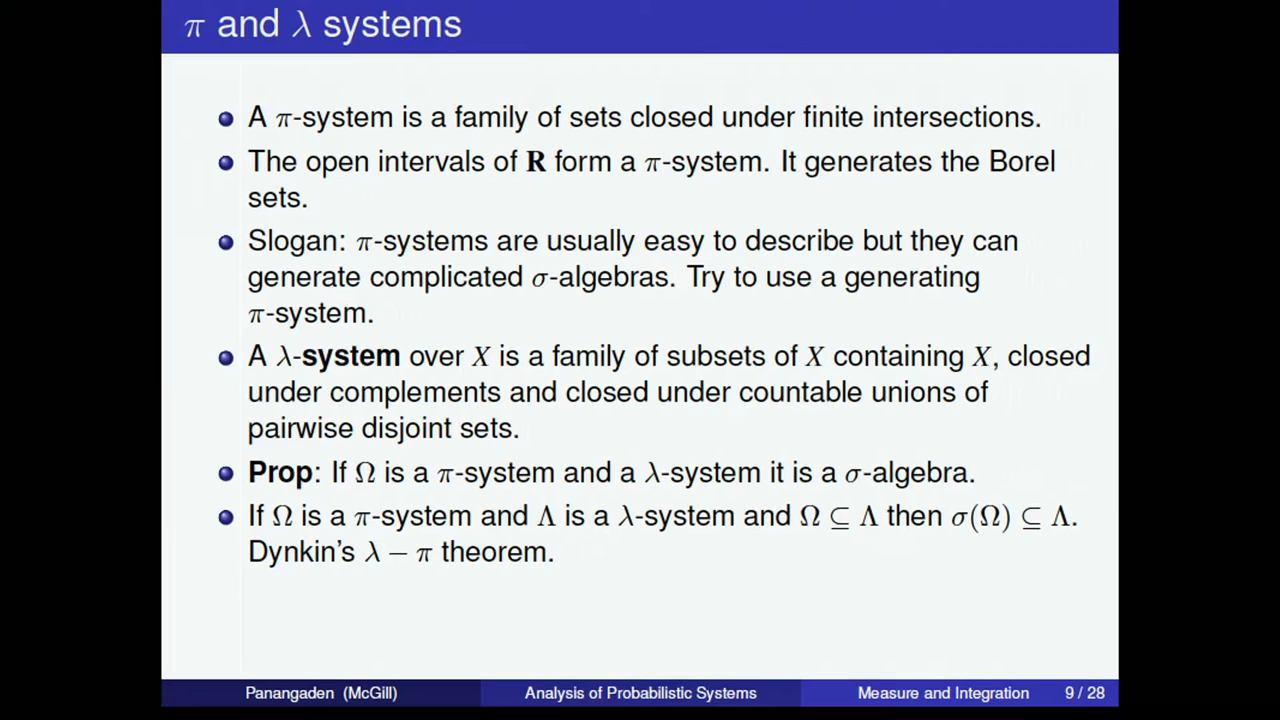 π and λ systems
A π-system is a family of sets closed under finite intersections.
The open intervals of R form a π-system. It generates the Borel
sets.
Slogan: π-systems are usually easy to describe but they can
generate complicated σ-algebras. Try to use a generating
π-system.
A λ-system over X is a family of subsets of X containing X, closed
under complements and closed under countable unions of
pairwise disjoint sets.
Prop: If Ω is a π-system and a λ-system it is a σ-algebra.
If Ω is a π-system and Λ is a λ-system and Ω ⊆ Λ then σ(Ω) ⊆ Λ.
Dynkin's λ − π theorem.
Panangaden (McGill) Analysis of Probabilistic Systems Measure and Integration 9 / 28